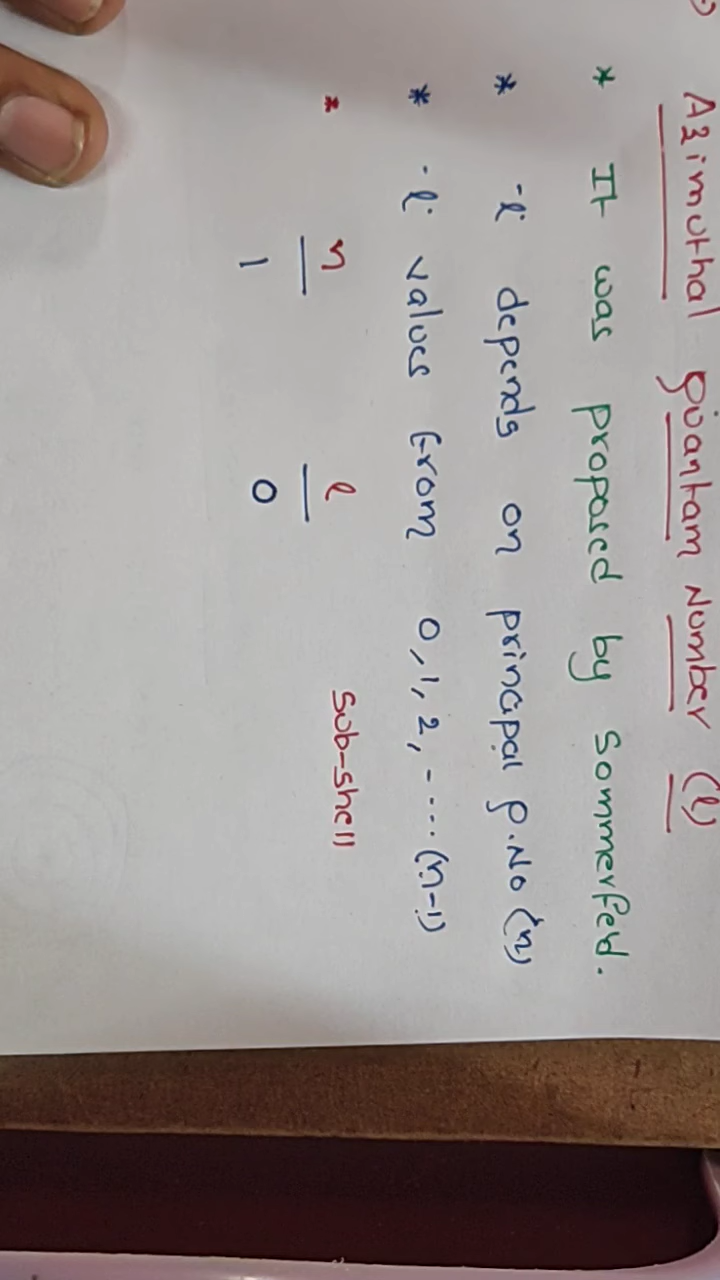 Azimuthal Quantam Number (l)
* It was proposed by Sommerfeld.
* 'l' depends on principal Q.No (n)
* 'l' values from 0, 1, 2, - .... (n-1)
* n l Sub-shell
1 0